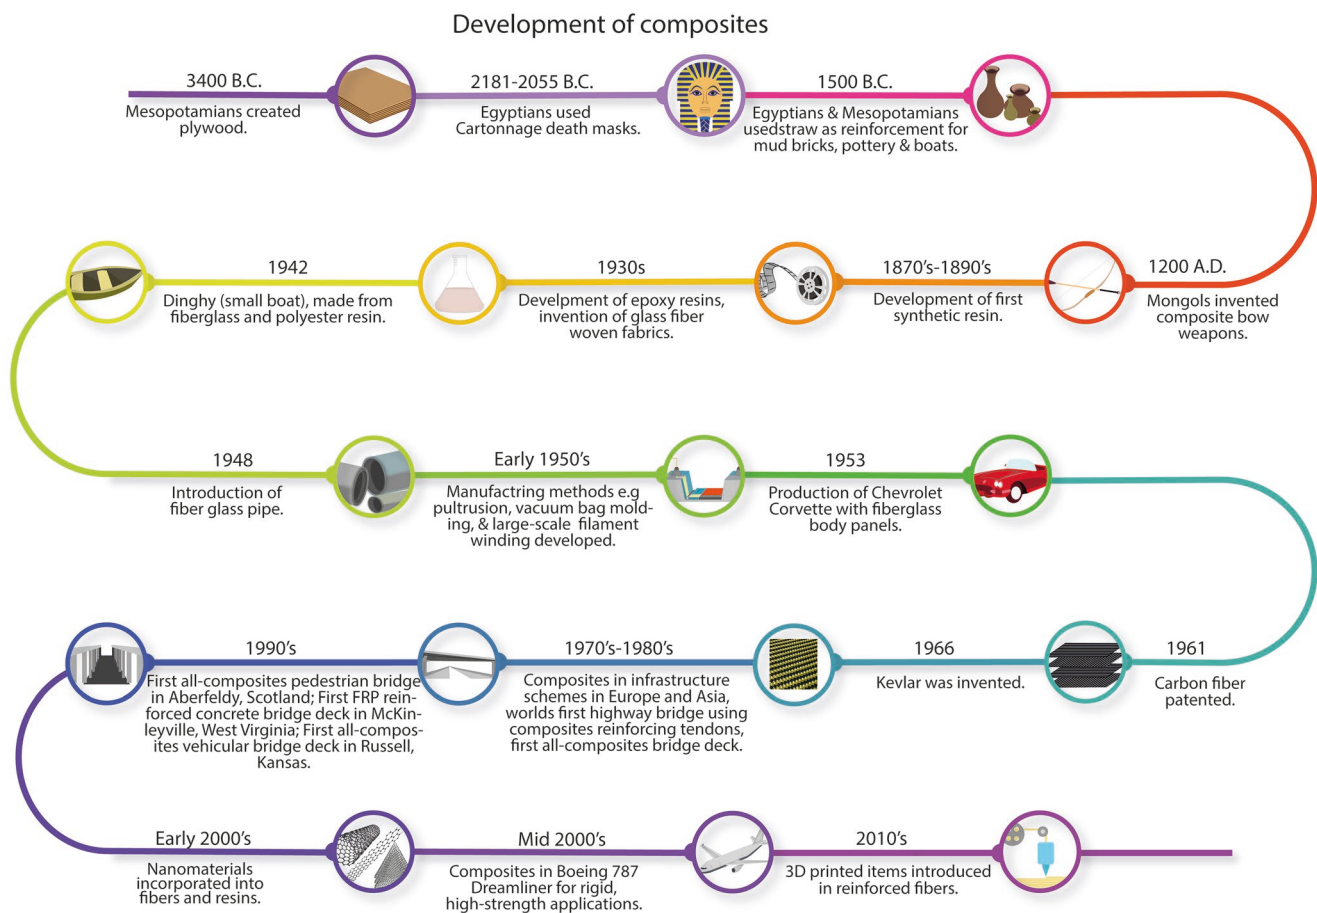 Development of composites
3400 B.C.
Mesopotamians created
plywood.
2181-2055 B.C.
Egyptians used
Cartonnage death masks.
1500 B.C.
Egyptians & Mesopotamians
usedstraw as reinforcement for
mud bricks, pottery & boats.
1200 A.D.
Mongols invented
composite bow
weapons.
1870's-1890's
Development of first
synthetic resin.
1930s
Develpment of epoxy resins,
invention of glass fiber
woven fabrics.
1942
Dinghy (small boat), made from
fiberglass and polyester resin.
1948
Introduction of
fiber glass pipe.
Early 1950's
Manufactring methods e.g
pultrusion, vacuum bag mold-
ing, & large-scale filament
winding developed.
1953
Production of Chevrolet
Corvette with fiberglass
body panels.
1961
Carbon fiber
patented.
1966
Kevlar was invented.
1970's-1980's
Composites in infrastructure
schemes in Europe and Asia,
worlds first highway bridge using
composites reinforcing tendons,
first all-composites bridge deck.
1990's
First all-composites pedestrian bridge
in Aberfeldy, Scotland; First FRP rein-
forced concrete bridge deck in McKin-
leyville, West Virginia; First all-compos-
ites vehicular bridge deck in Russell,
Kansas.
Early 2000's
Nanomaterials
incorporated into
fibers and resins.
Mid 2000's
Composites in Boeing 787
Dreamliner for rigid,
high-strength applications.
2010's
3D printed items introduced
in reinforced fibers.